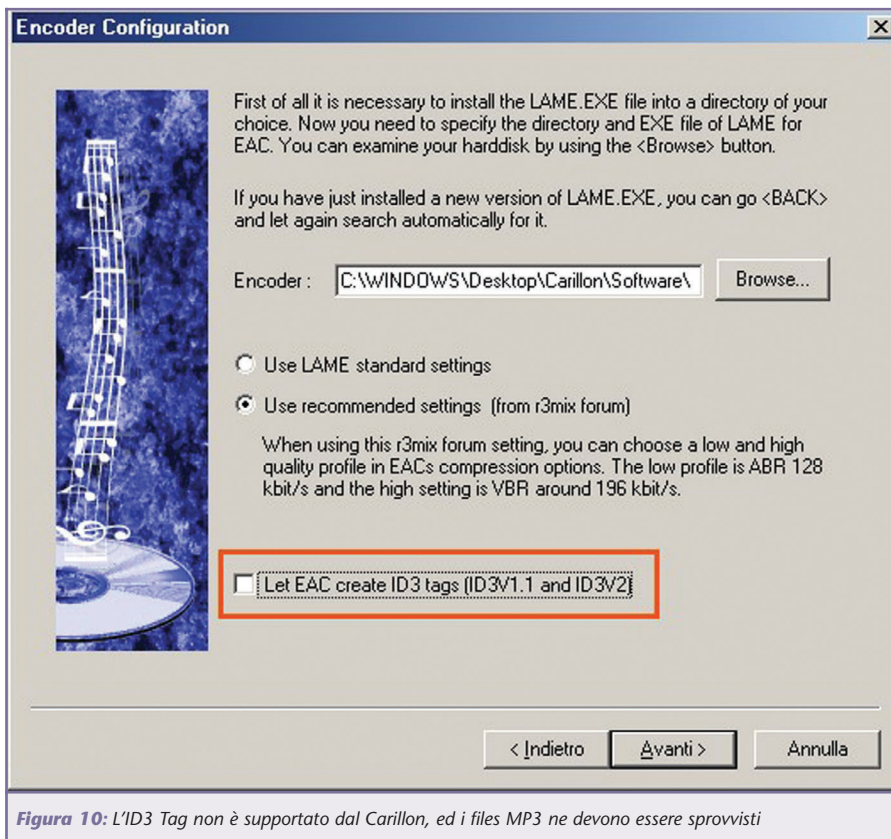 Encoder Configuration
First of all it is necessary to install the LAME.EXE file into a directory of your
choice. Now you need to specify the directory and EXE file of LAME for
EAC. You can examine your harddisk by using the <Browse> button.
If you have just installed a new version of LAME.EXE, you can go <BACK>
and let again search automatically for it.
Encoder : C:\WINDOWS\Desktop\Carillon\Software\ Browse...
Use LAME standard settings
Use recommended settings (from r3mix forum)
When using this r3mix forum setting, you can choose a low and high
quality profile in EACs compression options. The low profile is ABR 128
kbit/s and the high setting is VBR around 196 kbit/s.
Let EAC create ID3 tags (ID3V1.1 and ID3V2)
< Indietro Avanti > Annulla
Figura 10: L'ID3 Tag non è supportato dal Carillon, ed i files MP3 ne devono essere sprovvisti